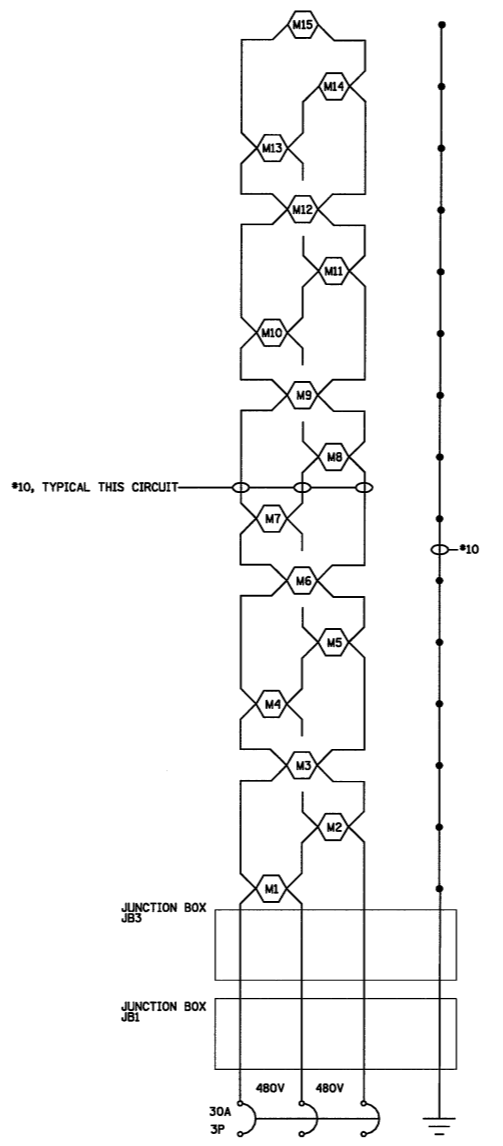 M15
M14
M13
M12
M11
M10
M9
M8
#10, TYPICAL THIS CIRCUIT
M7
#10
M6
M5
M4
M3
M2
M1
JUNCTION BOX
JB3
JUNCTION BOX
JB1
480V 480V
30A
3P